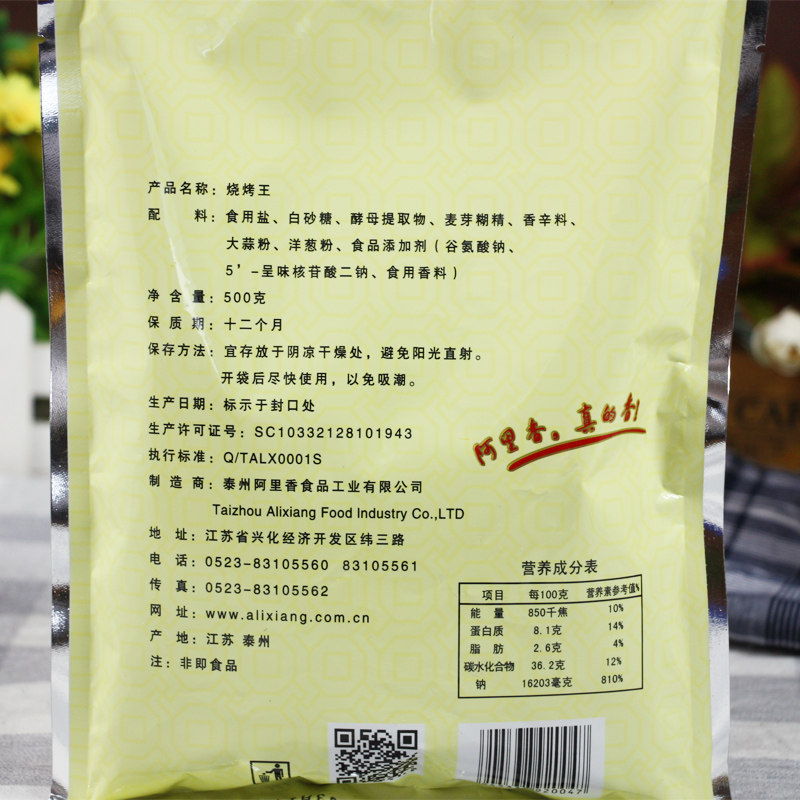 产品名称：烧烤王
配 料：食用盐、白砂糖、酵母提取物、麦芽糊精、香辛料、
大蒜粉、洋葱粉、食品添加剂（谷氨酸钠、
5’-呈味核苷酸二钠、食用香料）
净 含 量：500克
保 质 期：十二个月
保存方法：宜存放于阴凉干燥处，避免阳光直射。
开袋后尽快使用，以免吸潮。
生产日期：标示于封口处
生产许可证号：SC10332128101943
执行标准：Q/TALX0001S
制 造 商：泰州阿里香食品工业有限公司
Taizhou Alixiang Food Industry Co.,LTD
地 址：江苏省兴化经济开发区纬三路
电 话：0523-83105560 83105561
传 真：0523-83105562
网 址：www.alixiang.com.cn
产 地：江苏 泰州
注：非即食品
阿里香。真的香
营养成分表
项目 每100克 营养素参考值%
能 量 850千焦 10%
蛋白质 8.1克 14%
脂 肪 2.6克 4%
碳水化合物 36.2克 12%
钠 16203毫克 810%